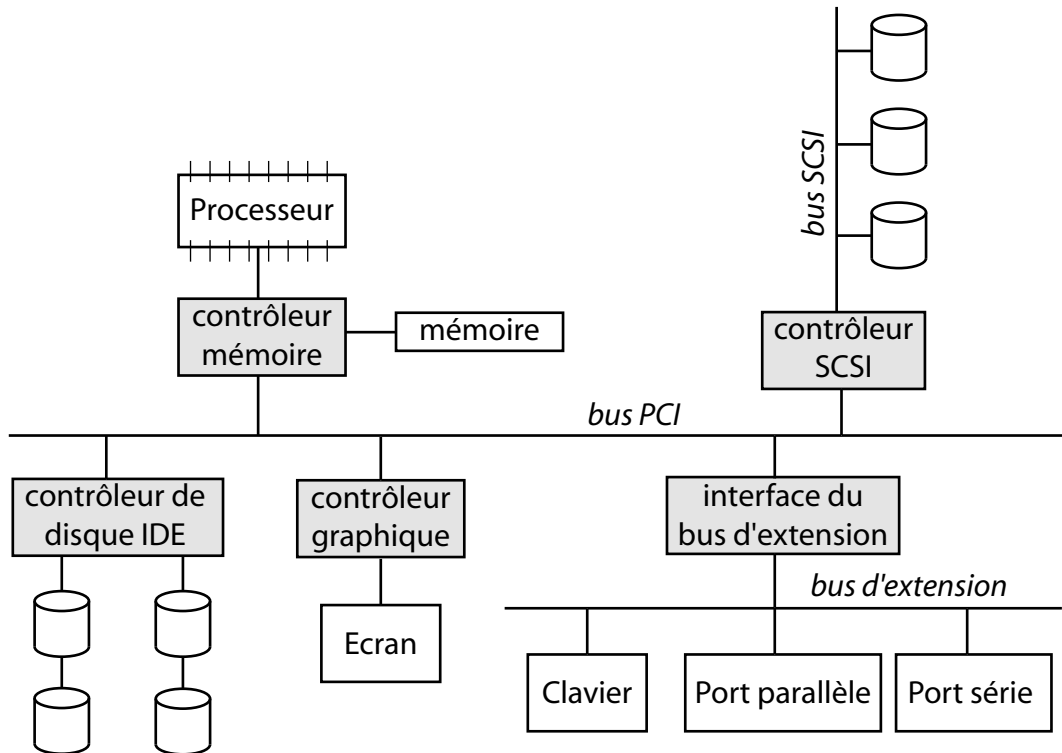 bus SCSI
Processeur
contrôleur
mémoire
mémoire
contrôleur
SCSI
bus PCI
contrôleur de
disque IDE
contrôleur
graphique
interface du
bus d'extension
bus d'extension
Ecran
Clavier
Port parallèle
Port série